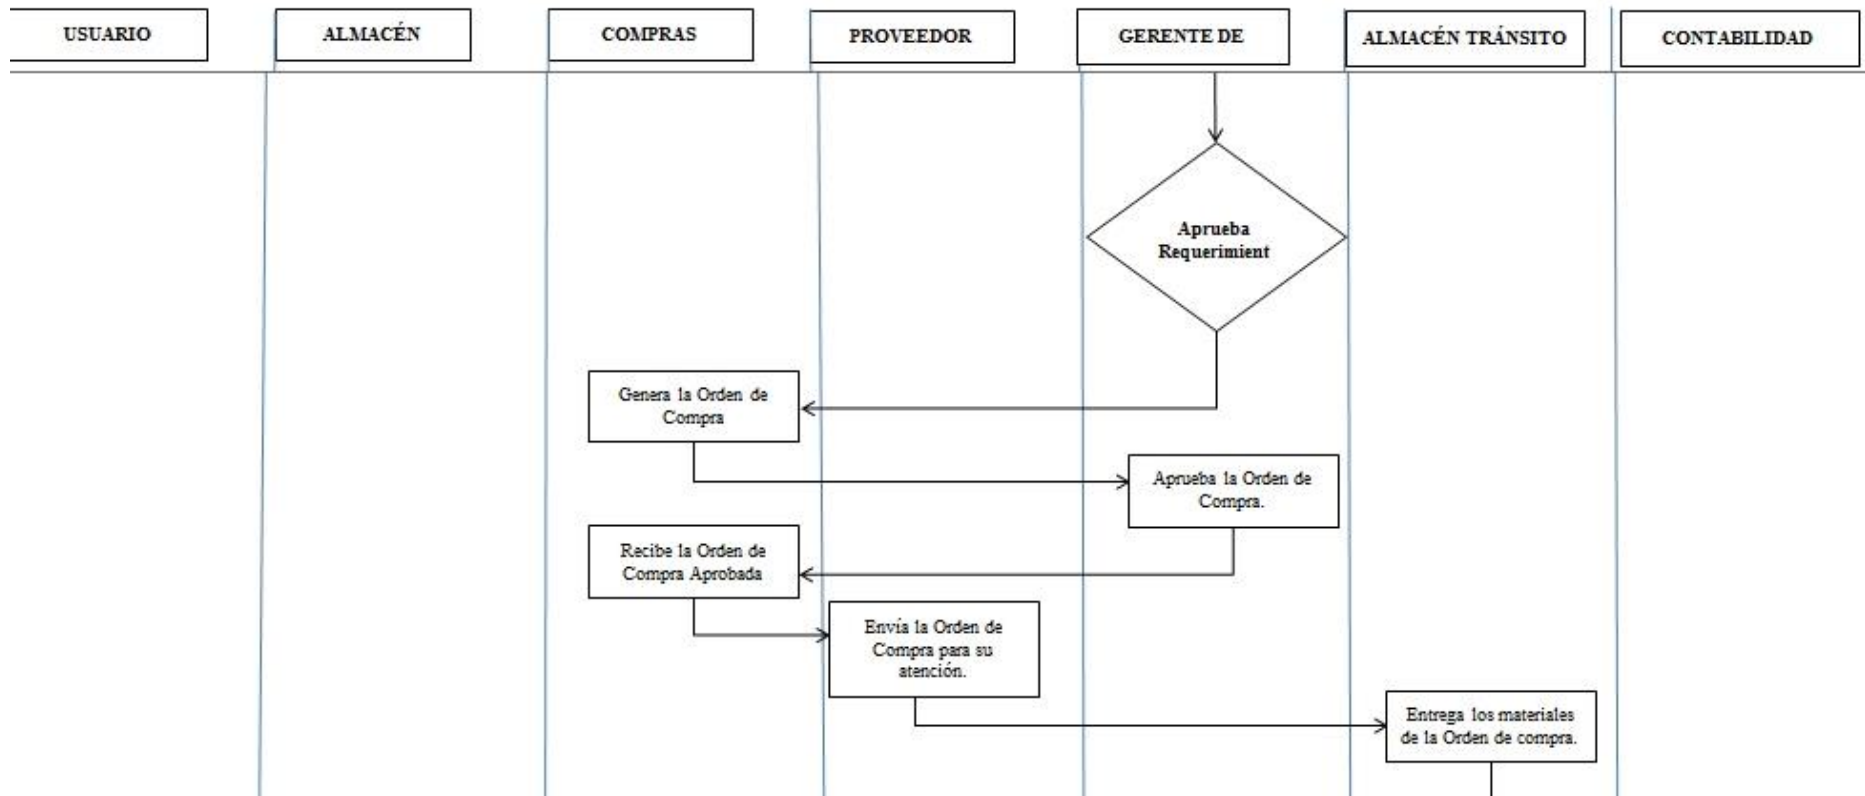 USUARIO
ALMACÉN
COMPRAS
PROVEEDOR
GERENTE DE
ALMACÉN TRÁNSITO
CONTABILIDAD
Aprueba
Requerimient
Genera la Orden de
Compra
Aprueba la Orden de
Compra.
Recibe la Orden de
Compra Aprobada
Envía la Orden de
Compra para su
atención.
Entrega los materiales
de la Orden de compra.